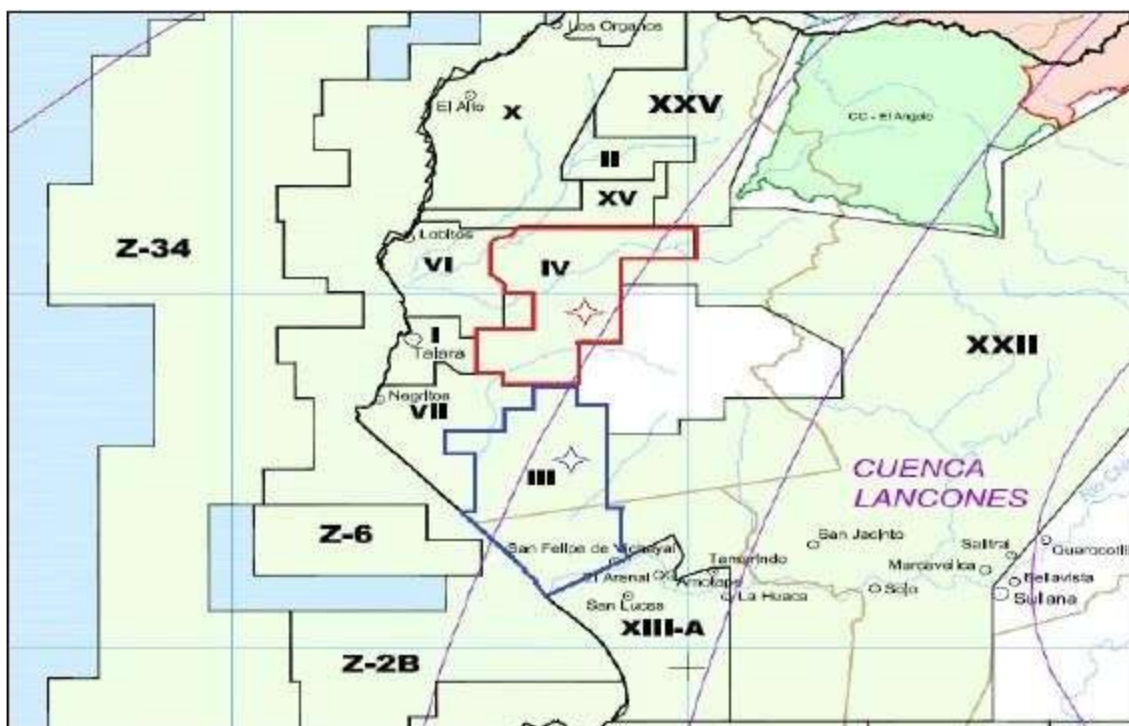 Los Organos
El Alto
X
XXV
CC - El Angolo
II
XV
Z-34
Lobitos
VI
IV
I
Talara
XXII
Negritos
VII
III
CUENCA
LANCONES
Z-6
San Jacinto
San Felipe de Vichayal
Tamarindo
Salitral
Marcavelica
El Arenal
Amotape
Bellavista
San Lucas
La Huaca
Sojo
Sullana
XIII-A
Z-2B